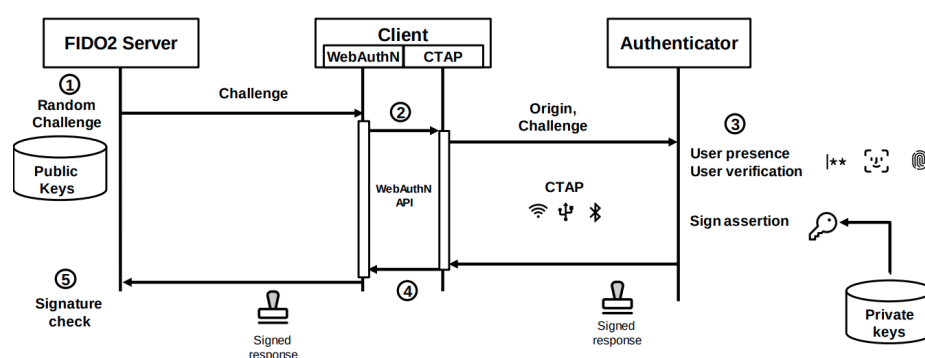 FIDO2 Server
Client
WebAuthN
CTAP
Authenticator
1
Random
Challenge
Public
Keys
Challenge
2
Origin,
Challenge
3
User presence
User verification
|**
WebAuthN
API
CTAP
Sign assertion
5
Signature
check
4
Signed
response
Signed
response
Private
keys